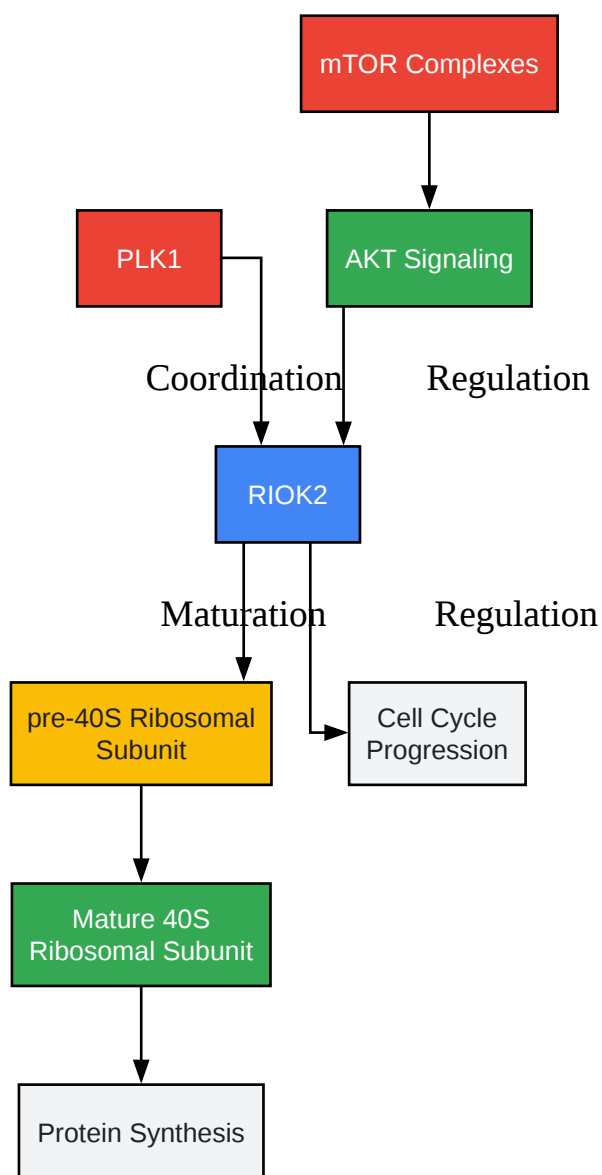 mTOR Complexes
PLK1
AKT Signaling
Coordination
Regulation
RIOK2
Maturation
Regulation
pre-40S Ribosomal
Subunit
Cell Cycle
Progression
Mature 40S
Ribosomal Subunit
Protein Synthesis